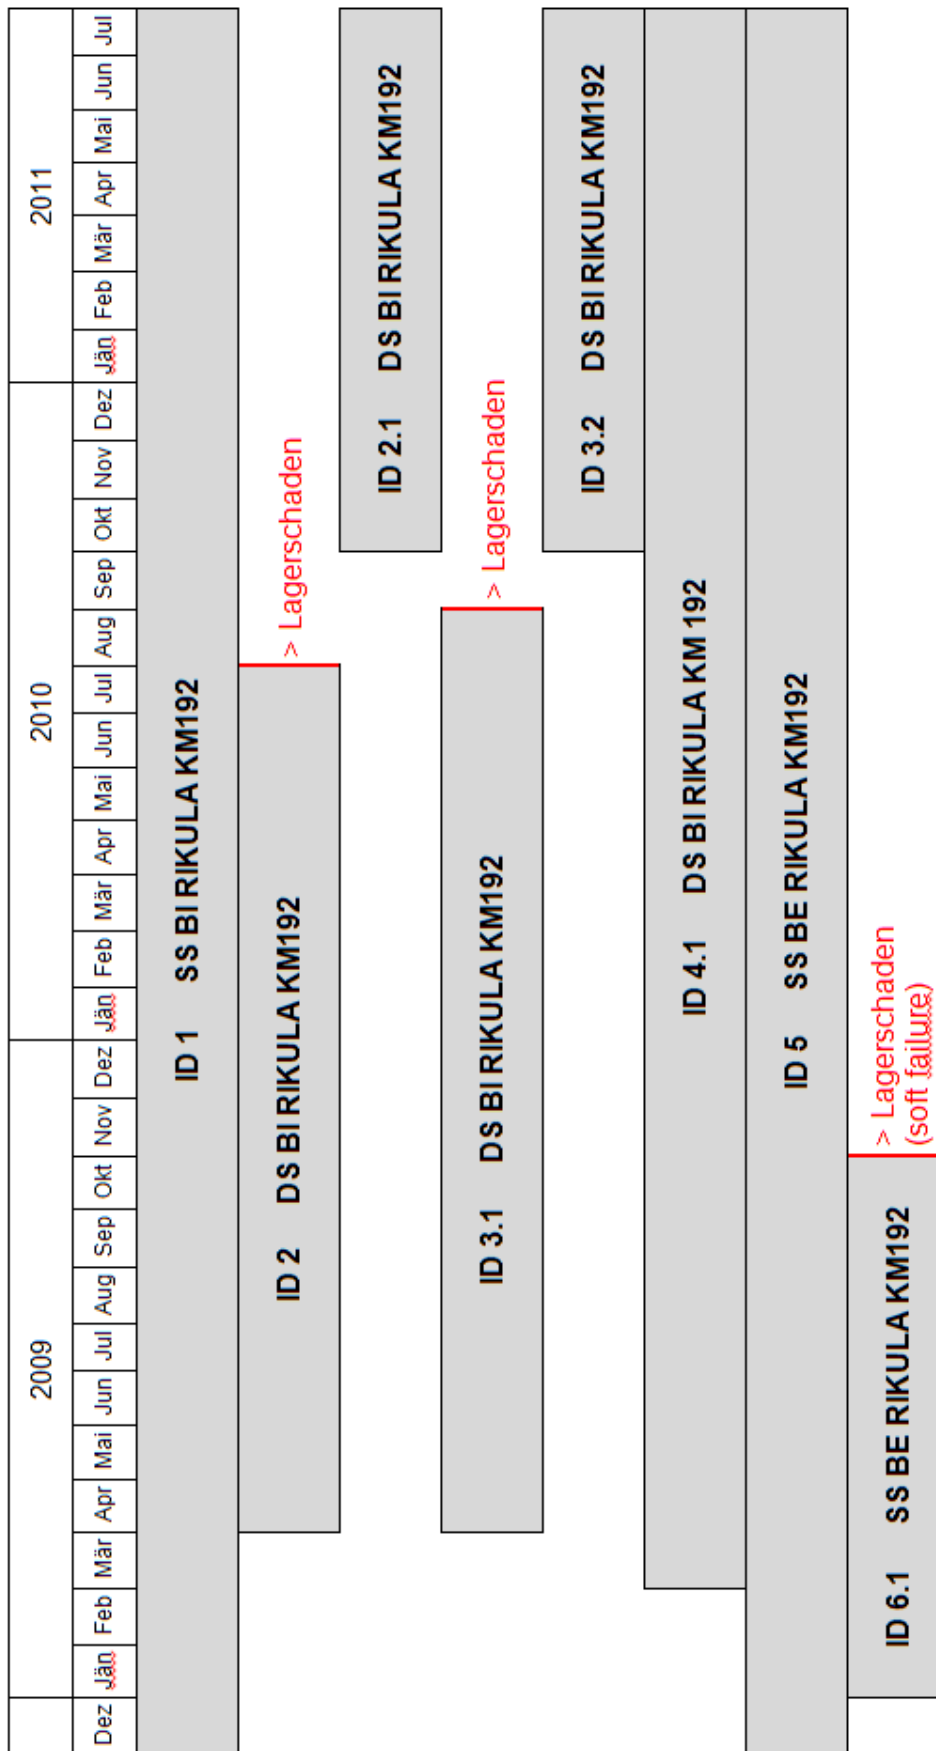 2009 2010 2011
Dez Jän Feb Mär Apr Mai Jun Jul Aug Sep Okt Nov Dez Jän Feb Mär Apr Mai Jun Jul Aug Sep Okt Nov Dez Jän Feb Mär Apr Mai Jun Jul
ID 1 SS BI RIKULA KM192
ID 2 DS BI RIKULA KM192 > Lagerschaden
ID 2.1 DS BI RIKULA KM192
ID 3.1 DS BI RIKULA KM192 > Lagerschaden
ID 3.2 DS BI RIKULA KM192
ID 4.1 DS BI RIKULA KM 192
ID 5 SS BE RIKULA KM192
ID 6.1 SS BE RIKULA KM192 > Lagerschaden
(soft failure)